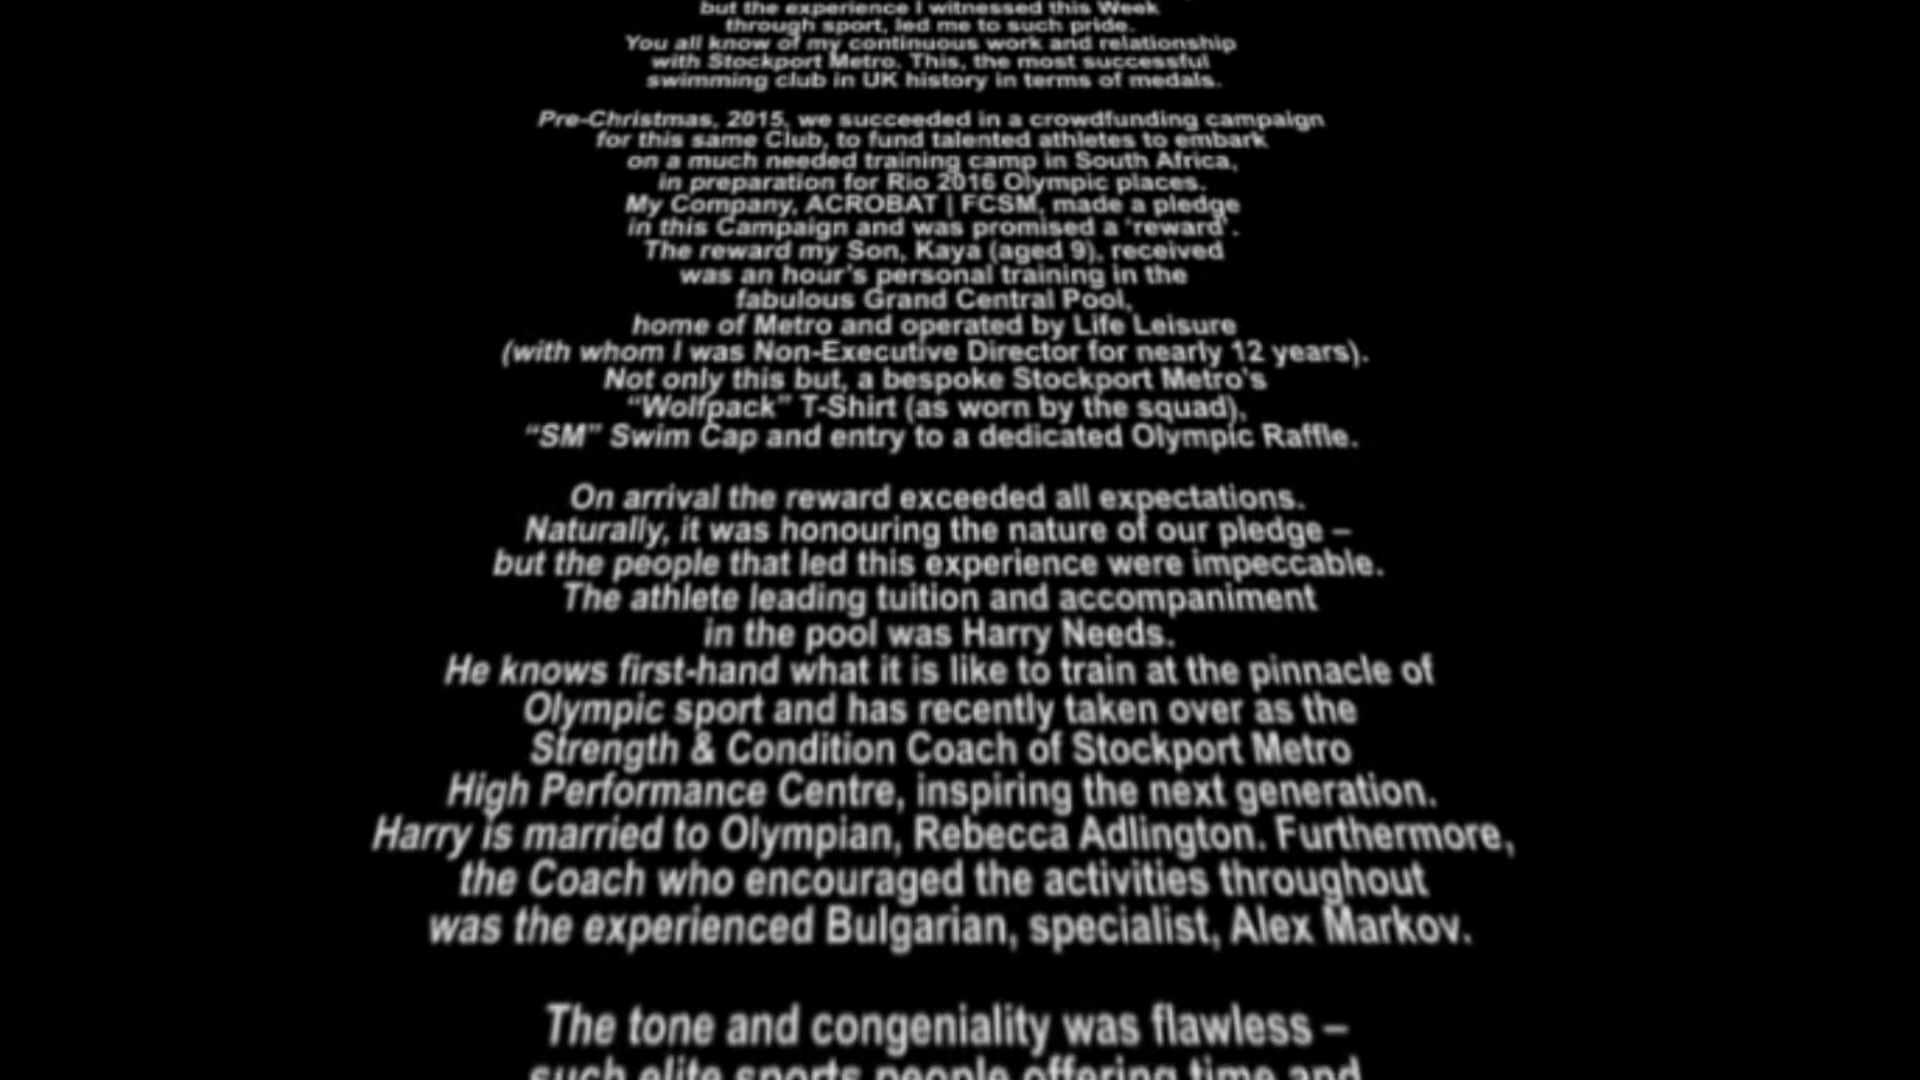 but the experience I witnessed this Week
through sport, led me to such pride.
You all know of my continuous work and relationship
with Stockport Metro. This, the most successful
swimming club in UK history in terms of medals.
Pre-Christmas, 2015, we succeeded in a crowdfunding campaign
for this same Club, to fund talented athletes to embark
on a much needed training camp in South Africa,
in preparation for Rio 2016 Olympic places.
My Company, ACROBAT | FCSM, made a pledge
in this Campaign and was promised a ‘reward’.
The reward my Son, Kaya (aged 9), received
was an hour’s personal training in the
fabulous Grand Central Pool,
home of Metro and operated by Life Leisure
(with whom I was Non-Executive Director for nearly 12 years).
Not only this but, a bespoke Stockport Metro’s
“Wolfpack” T-Shirt (as worn by the squad),
“SM” Swim Cap and entry to a dedicated Olympic Raffle.
On arrival the reward exceeded all expectations.
Naturally, it was honouring the nature of our pledge –
but the people that led this experience were impeccable.
The athlete leading tuition and accompaniment
in the pool was Harry Needs.
He knows first-hand what it is like to train at the pinnacle of
Olympic sport and has recently taken over as the
Strength & Condition Coach of Stockport Metro
High Performance Centre, inspiring the next generation.
Harry is married to Olympian, Rebecca Adlington. Furthermore,
the Coach who encouraged the activities throughout
was the experienced Bulgarian, specialist, Alex Markov.
The tone and congeniality was flawless –
such elite sports people offering time and